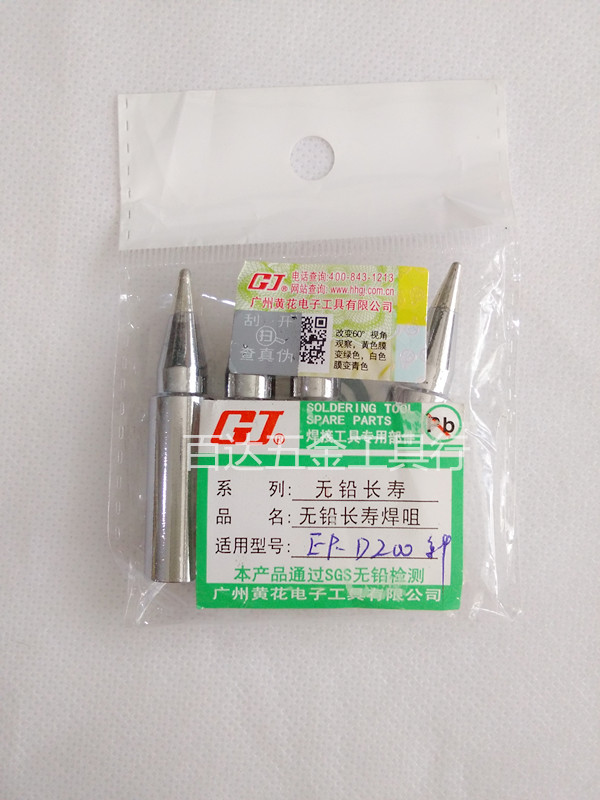 GJ® 电话查询:400-843-1213
网站查询:www.hhgj.com.cn
广州黄花电子工具有限公司
刮开
扫
查真伪
改变60°视角
观察，黄色膜
变绿色，白色
膜变青色
GJ®
SOLDERING TOOL
SPARE PARTS
焊接工具专用部
Pb
百达五金工具行
系 列: 无铅长寿
品 名: 无铅长寿焊咀
适用型号: EP-D200
本产品通过SGS无铅检测
广州黄花电子工具有限公司